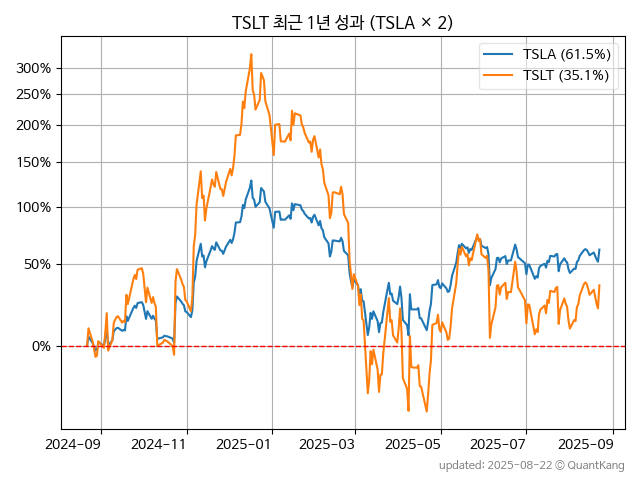 TSLT 최근 1년 성과 (TSLA × 2)
TSLA (61.5%)
TSLT (35.1%)
300%
250%
200%
150%
100%
50%
0%
2024-09 2024-11 2025-01 2025-03 2025-05 2025-07 2025-09
updated: 2025-08-22 © QuantKang